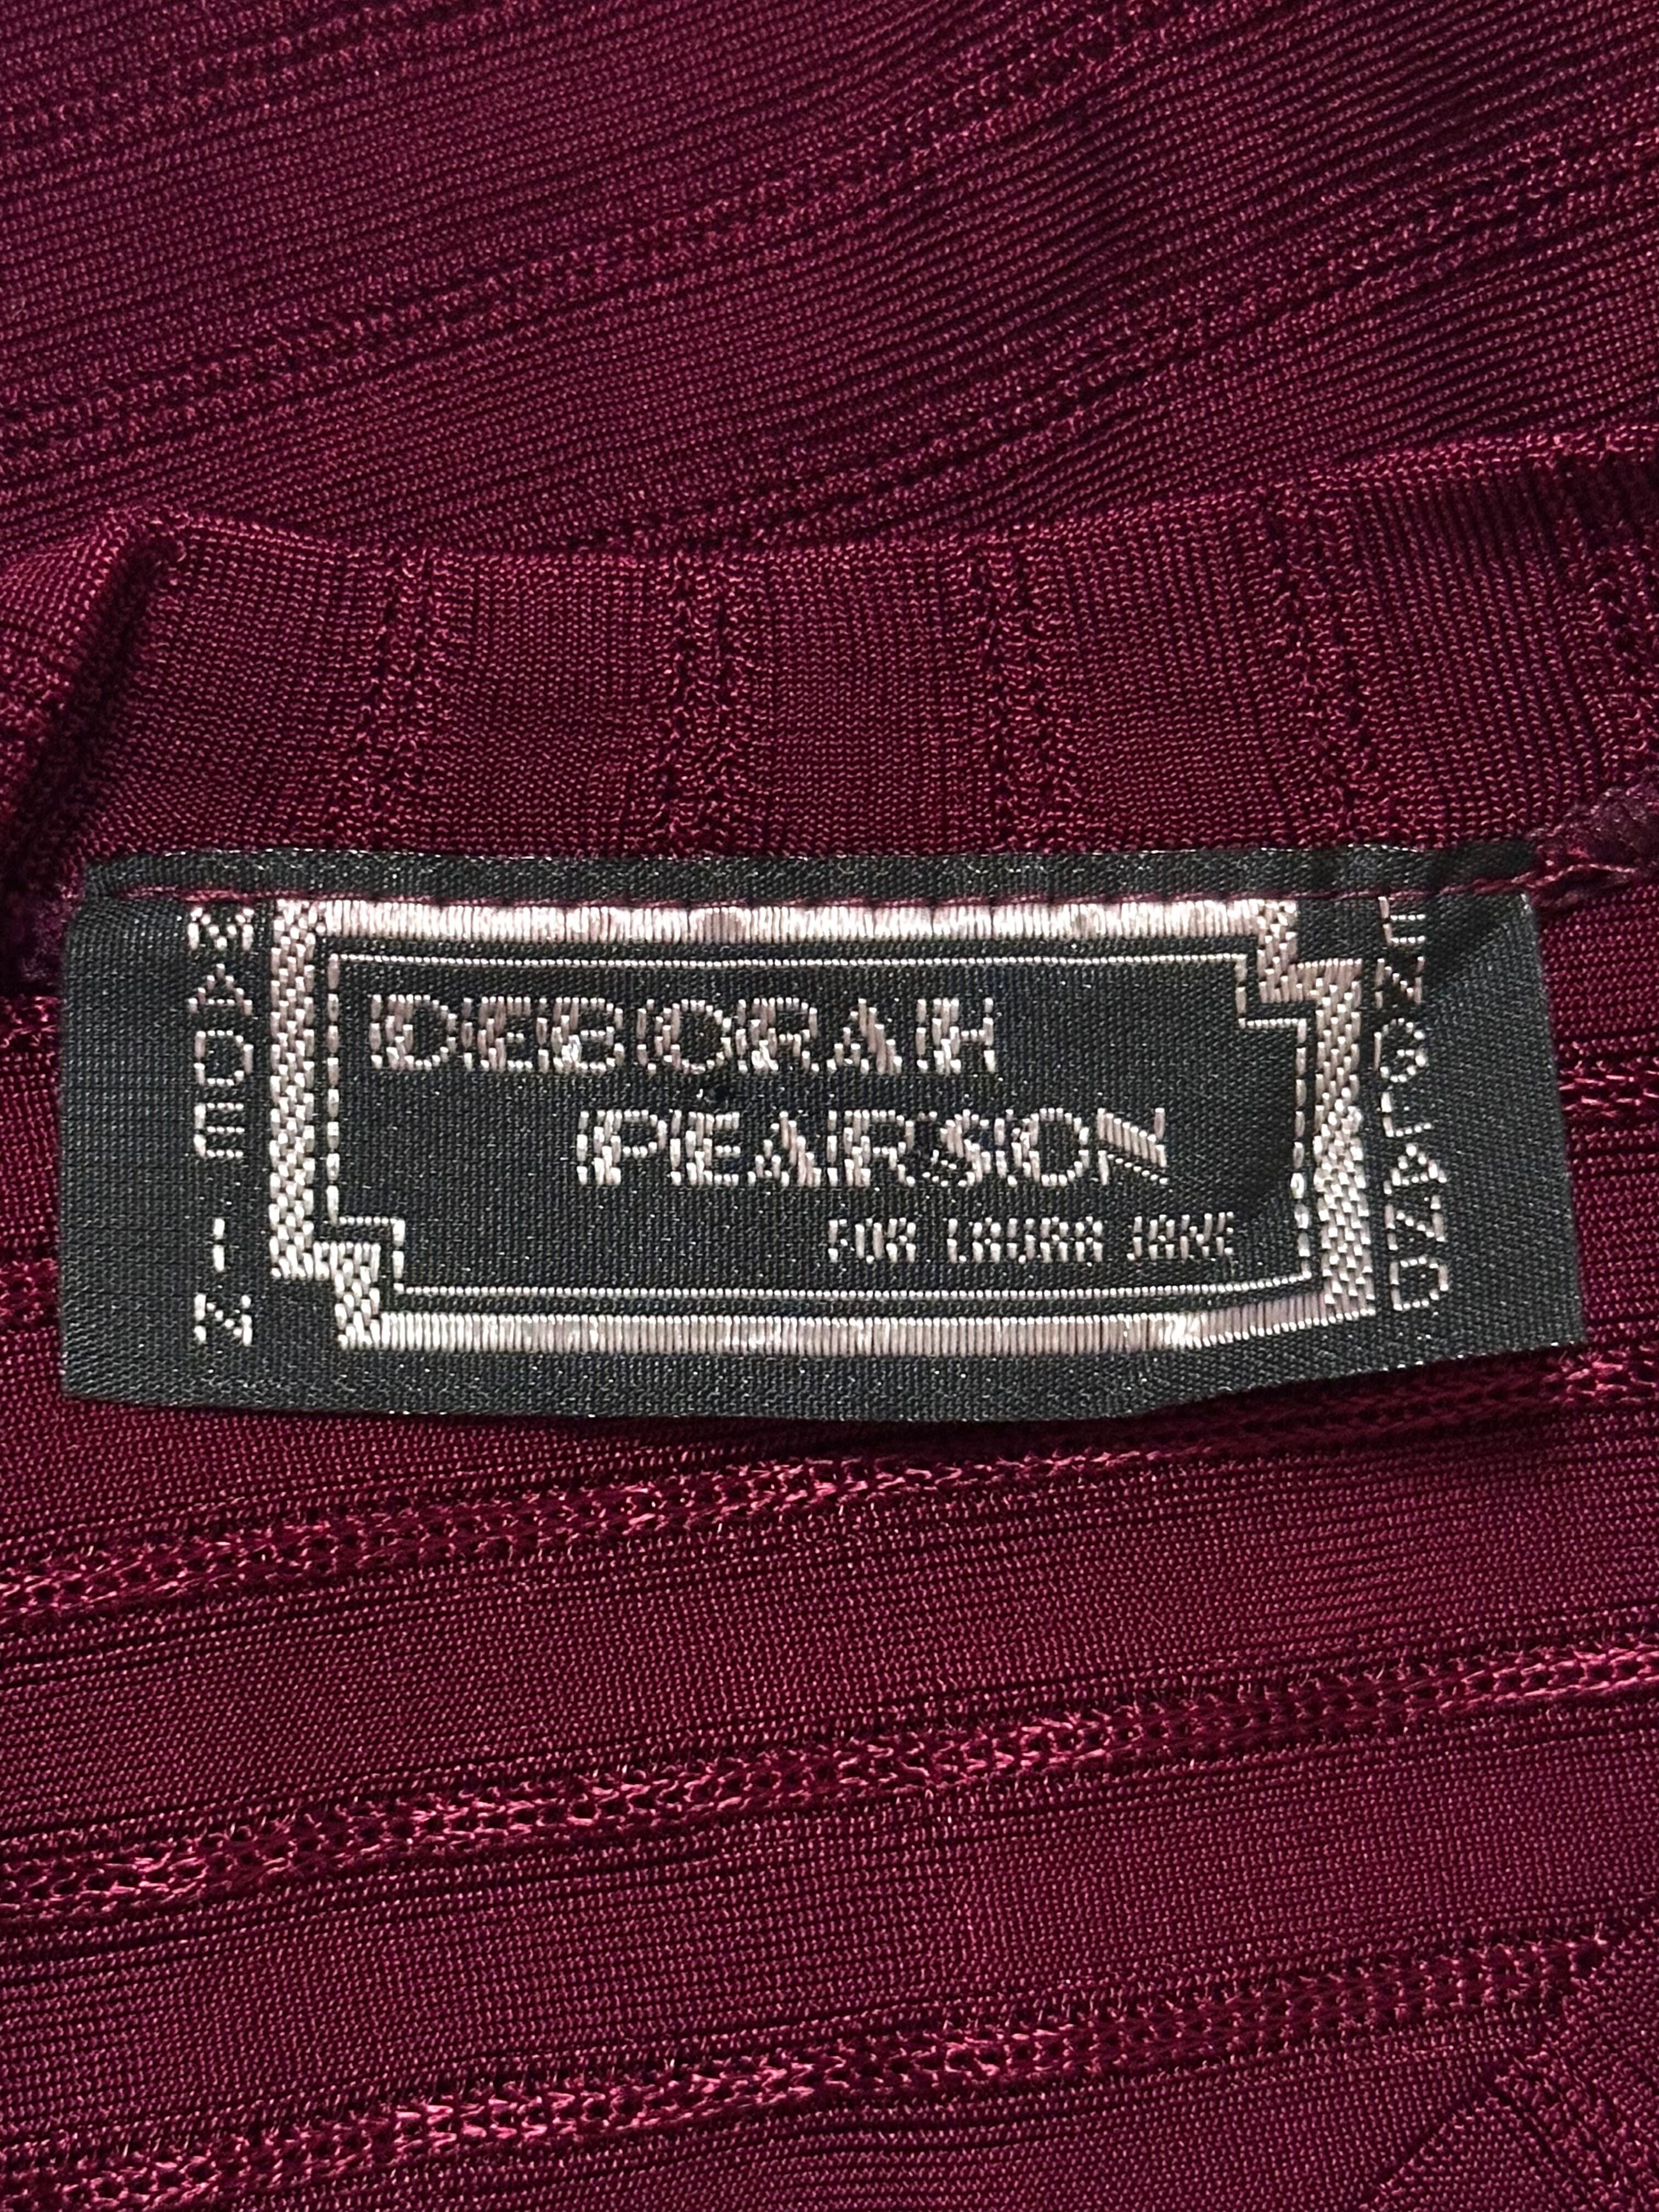 MADE IN
DEBORAH
PEARSON
FOR LAURA JANE
ENGLAND